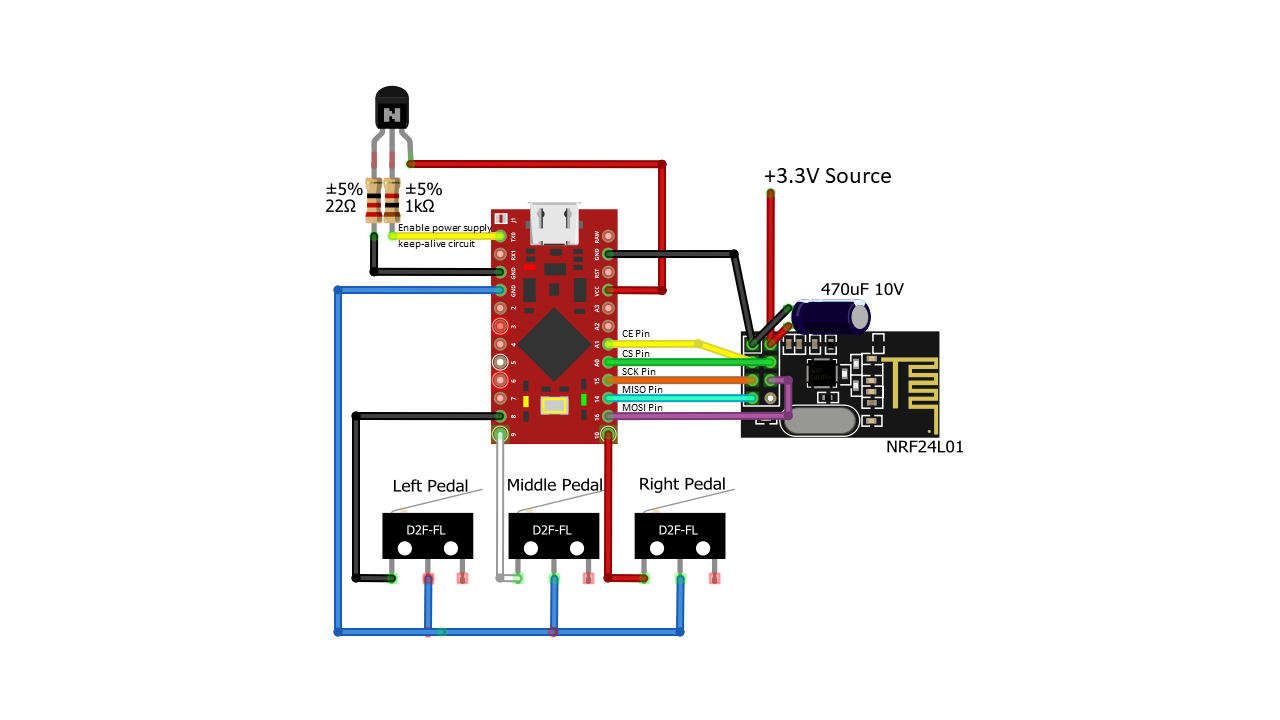 N
+3.3V Source
±5%
22Ω
±5%
1kΩ
Enable power supply
keep-alive circuit
470uF 10V
J1
TX0
RX1
GND
GND
2
3
4
5
6
7
8
9
RAW
GND
RST
VCC
A3
A2
A1
A0
15
14
16
10
CE Pin
CS Pin
SCK Pin
MISO Pin
MOSI Pin
NRF24L01
Left Pedal
Middle Pedal
Right Pedal
D2F-FL
D2F-FL
D2F-FL